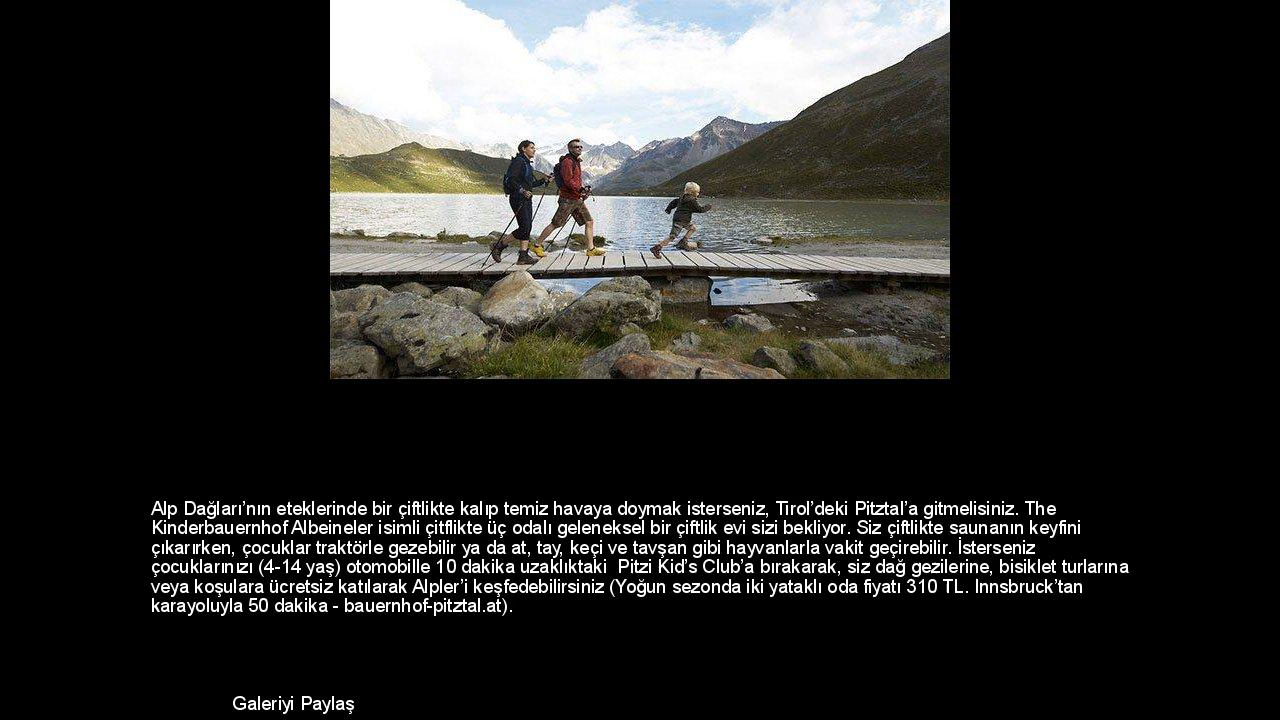 Alp Dağları’nın eteklerinde bir çiftlikte kalıp temiz havaya doymak isterseniz, Tirol’deki Pitztal’a gitmelisiniz. The
Kinderbauernhof Albeineler isimli çitflikte üç odalı geleneksel bir çiftlik evi sizi bekliyor. Siz çiftlikte saunanın keyfini
çıkarırken, çocuklar traktörle gezebilir ya da at, tay, keçi ve tavşan gibi hayvanlarla vakit geçirebilir. İsterseniz
çocuklarınızı (4-14 yaş) otomobille 10 dakika uzaklıktaki  Pitzi Kid’s Club’a bırakarak, siz dağ gezilerine, bisiklet turlarına
veya koşulara ücretsiz katılarak Alpler’i keşfedebilirsiniz (Yoğun sezonda iki yataklı oda fiyatı 310 TL. Innsbruck’tan
karayoluyla 50 dakika - bauernhof-pitztal.at).
Galeriyi Paylaş